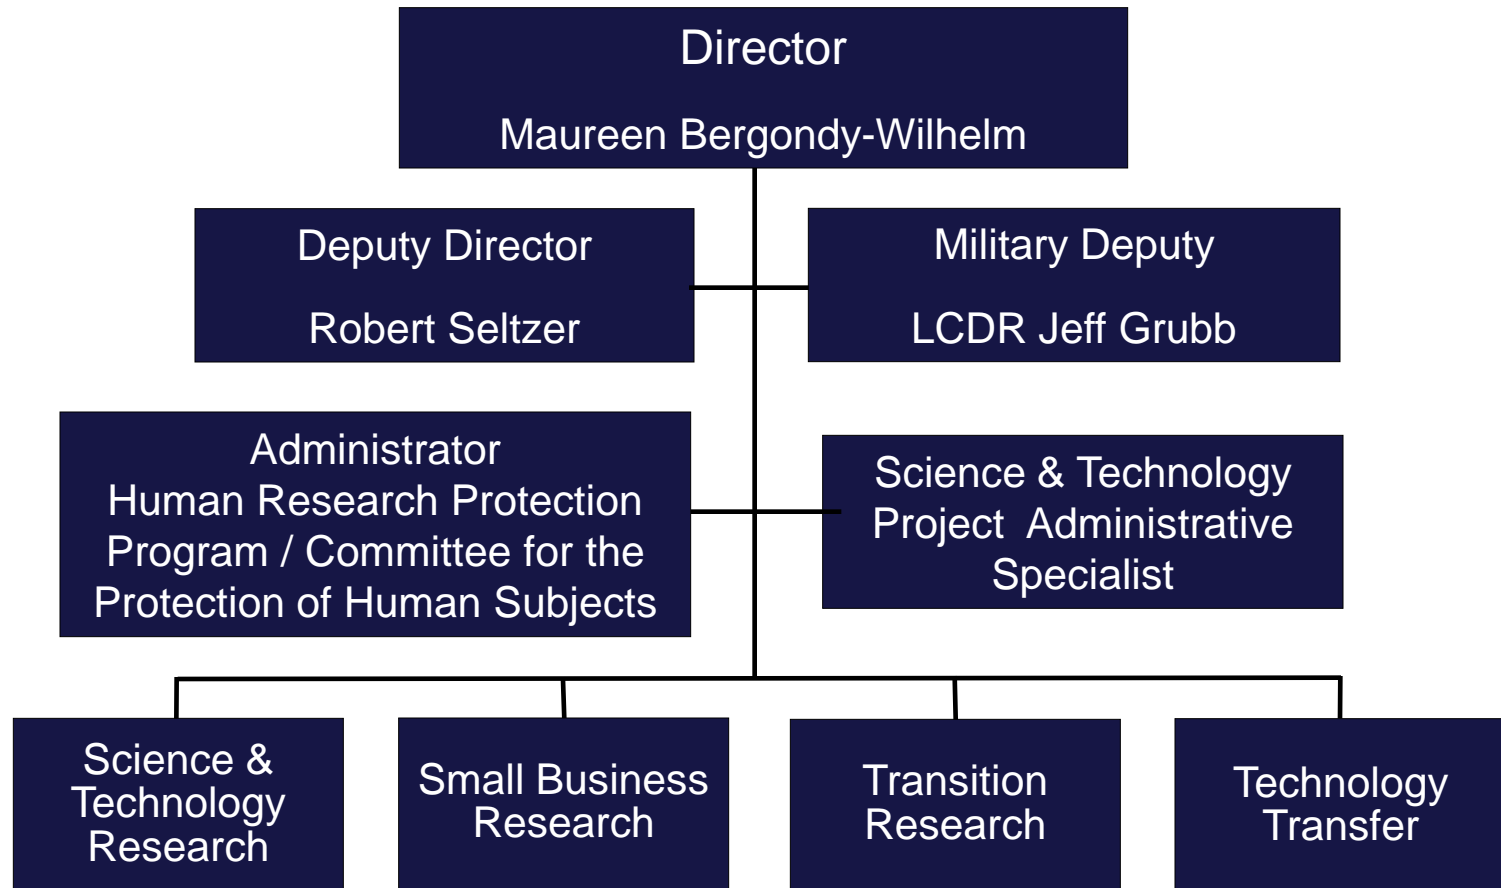 Director
Maureen Bergondy-Wilhelm
Deputy Director
Robert Seltzer
Military Deputy
LCDR Jeff Grubb
Administrator
Human Research Protection
Program / Committee for the
Protection of Human Subjects
Science & Technology
Project Administrative
Specialist
Science &
Technology
Research
Small Business
Research
Transition
Research
Technology
Transfer